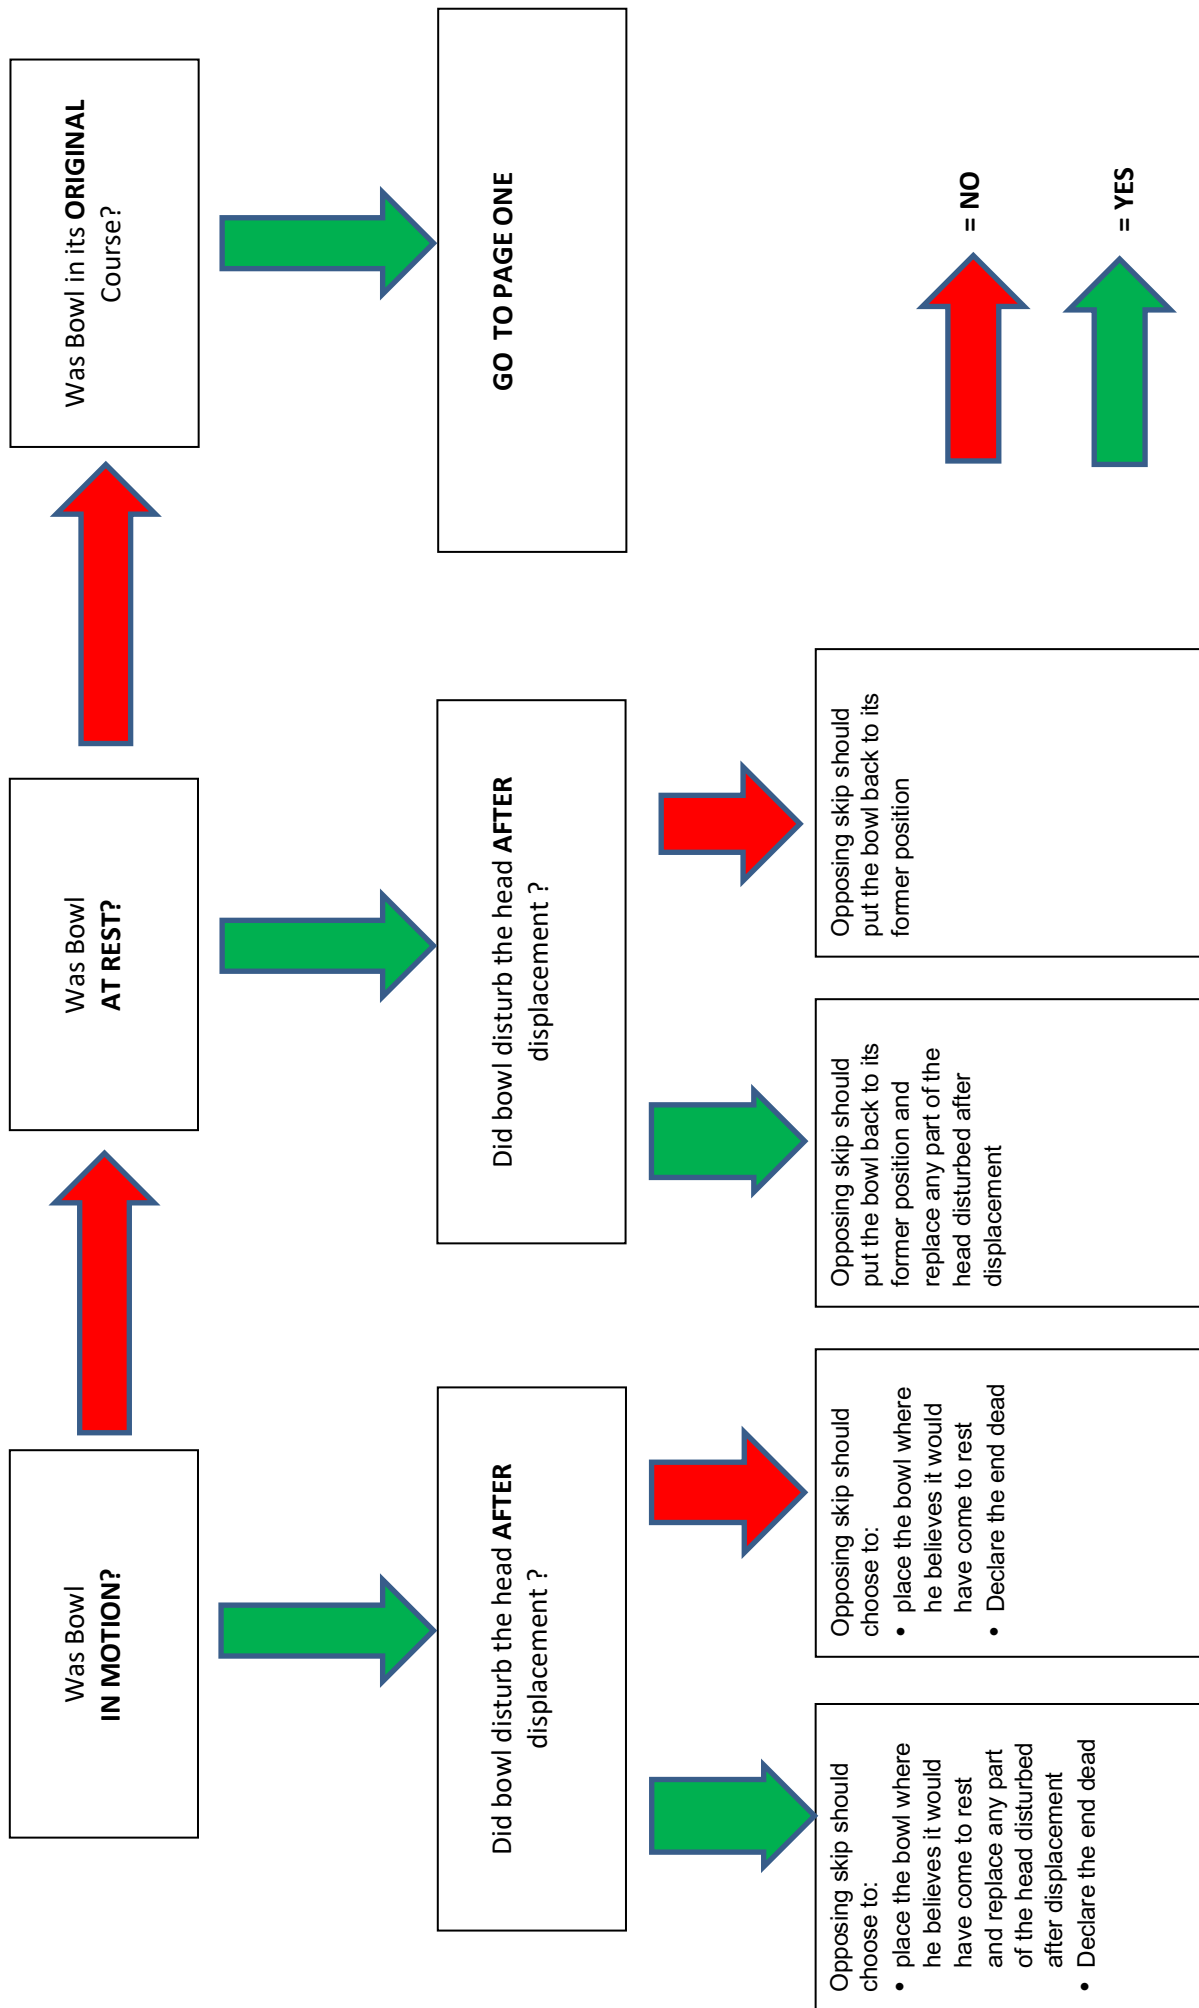 Was Bowl
IN MOTION?
Was Bowl
AT REST?
Was Bowl in its ORIGINAL
Course?
Did bowl disturb the head AFTER
displacement ?
Did bowl disturb the head AFTER
displacement ?
GO TO PAGE ONE
Opposing skip should
choose to:
• place the bowl where
he believes it would
have come to rest
and replace any part
of the head disturbed
after displacement
• Declare the end dead
Opposing skip should
choose to:
• place the bowl where
he believes it would
have come to rest
• Declare the end dead
Opposing skip should
put the bowl back to its
former position and
replace any part of the
head disturbed after
displacement
Opposing skip should
put the bowl back to its
former position
= NO
= YES